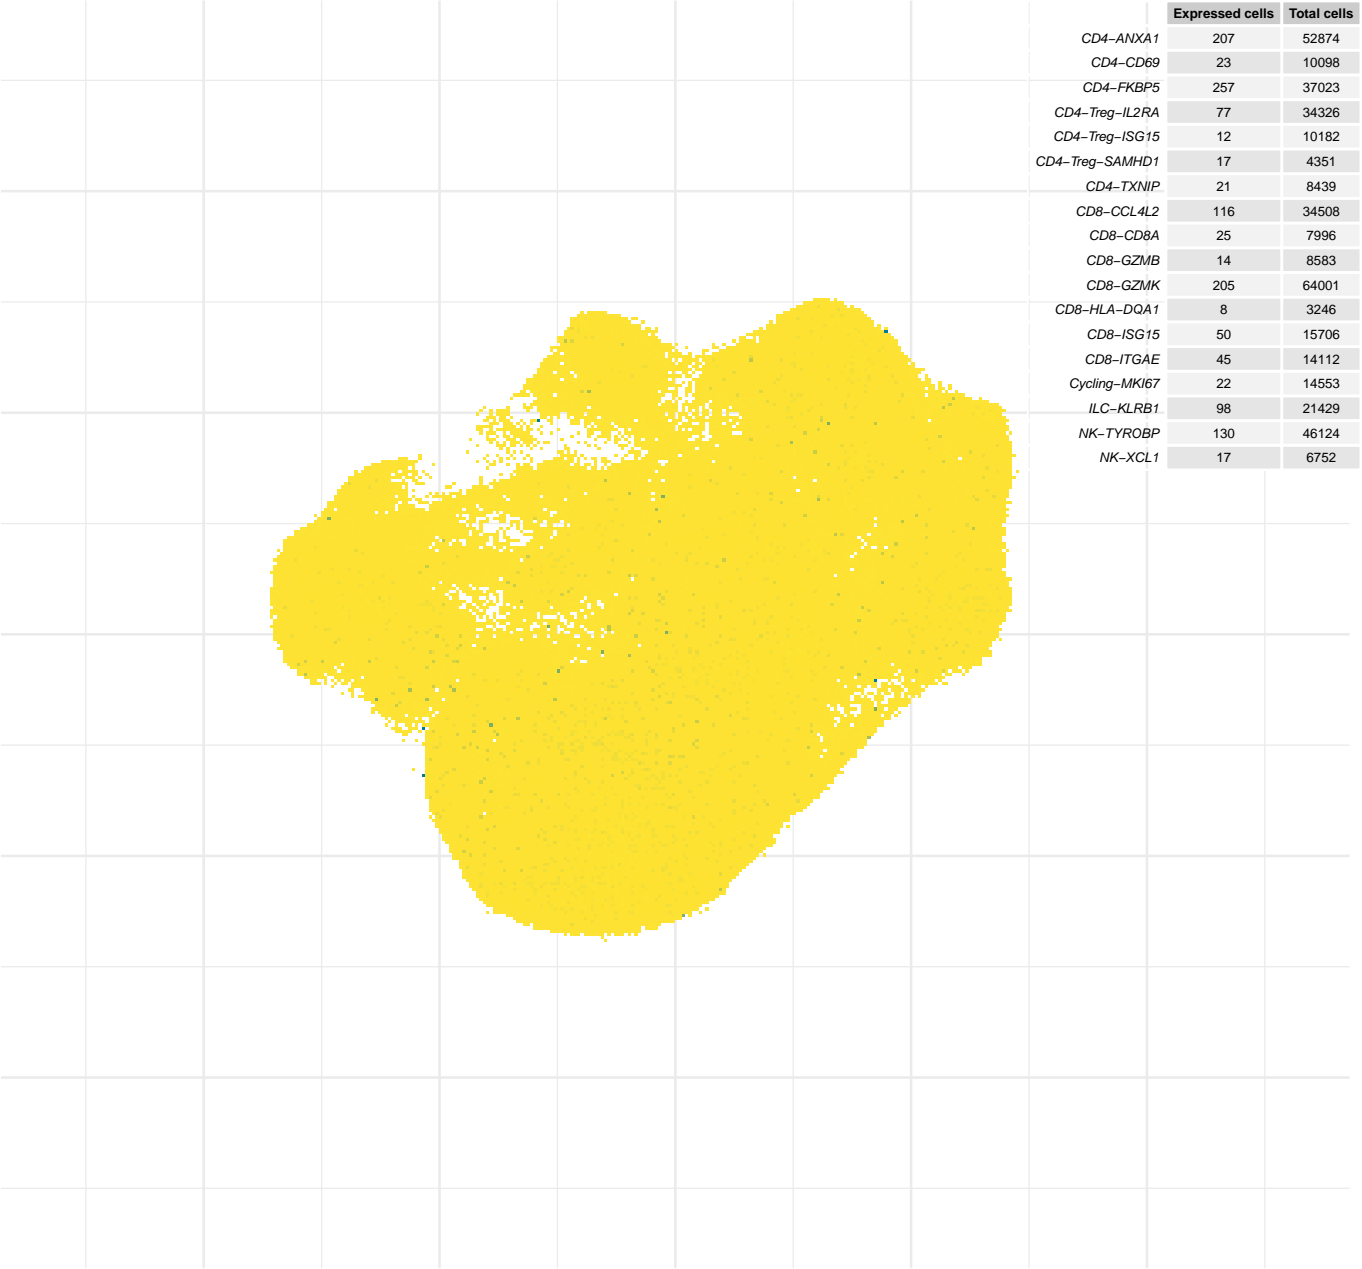 Expressed cells Total cells
CD4−ANXA1 207 52874
CD4−CD69 23 10098
CD4−FKBP5 257 37023
CD4−Treg−IL2RA 77 34326
CD4−Treg−ISG15 12 10182
CD4−Treg−SAMHD1 17 4351
CD4−TXNIP 21 8439
CD8−CCL4L2 116 34508
CD8−CD8A 25 7996
CD8−GZMB 14 8583
CD8−GZMK 205 64001
CD8−HLA−DQA1 8 3246
CD8−ISG15 50 15706
CD8−ITGAE 45 14112
Cycling−MKI67 22 14553
ILC−KLRB1 98 21429
NK−TYROBP 130 46124
NK−XCL1 17 6752